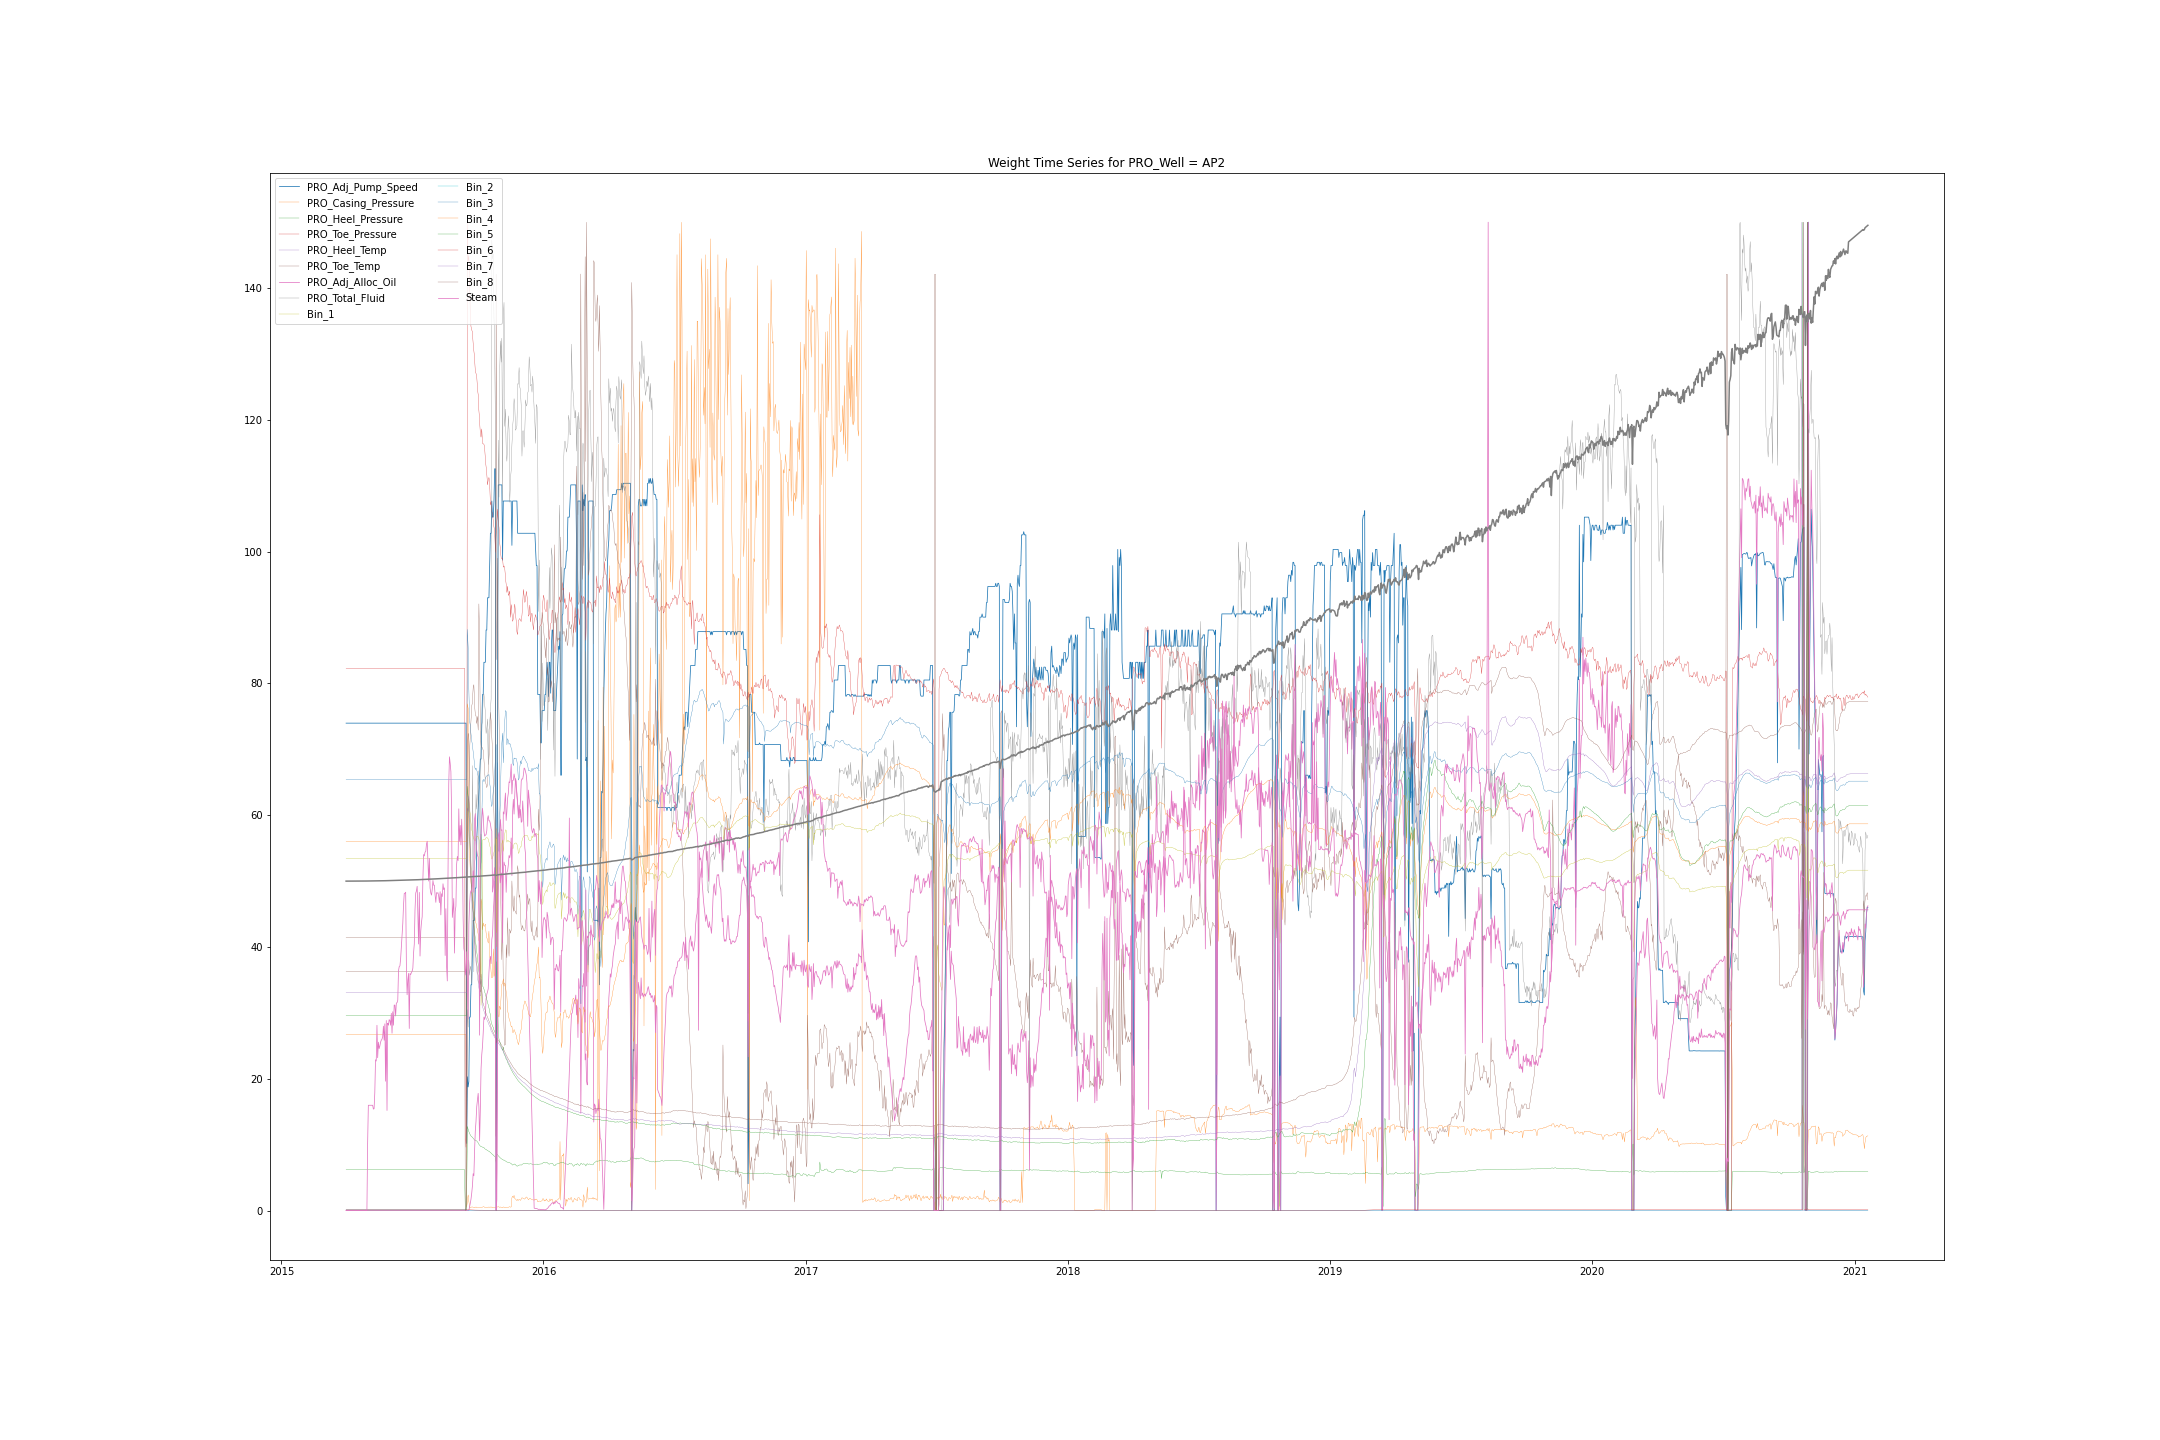 Weight Time Series for PRO_Well = AP2
PRO_Adj_Pump_Speed
PRO_Casing_Pressure
PRO_Heel_Pressure
PRO_Toe_Pressure
PRO_Heel_Temp
PRO_Toe_Temp
PRO_Adj_Alloc_Oil
PRO_Total_Fluid
Bin_1
Bin_2
Bin_3
Bin_4
Bin_5
Bin_6
Bin_7
Bin_8
Steam
140
120
100
80
60
40
20
0
2015 2016 2017 2018 2019 2020 2021